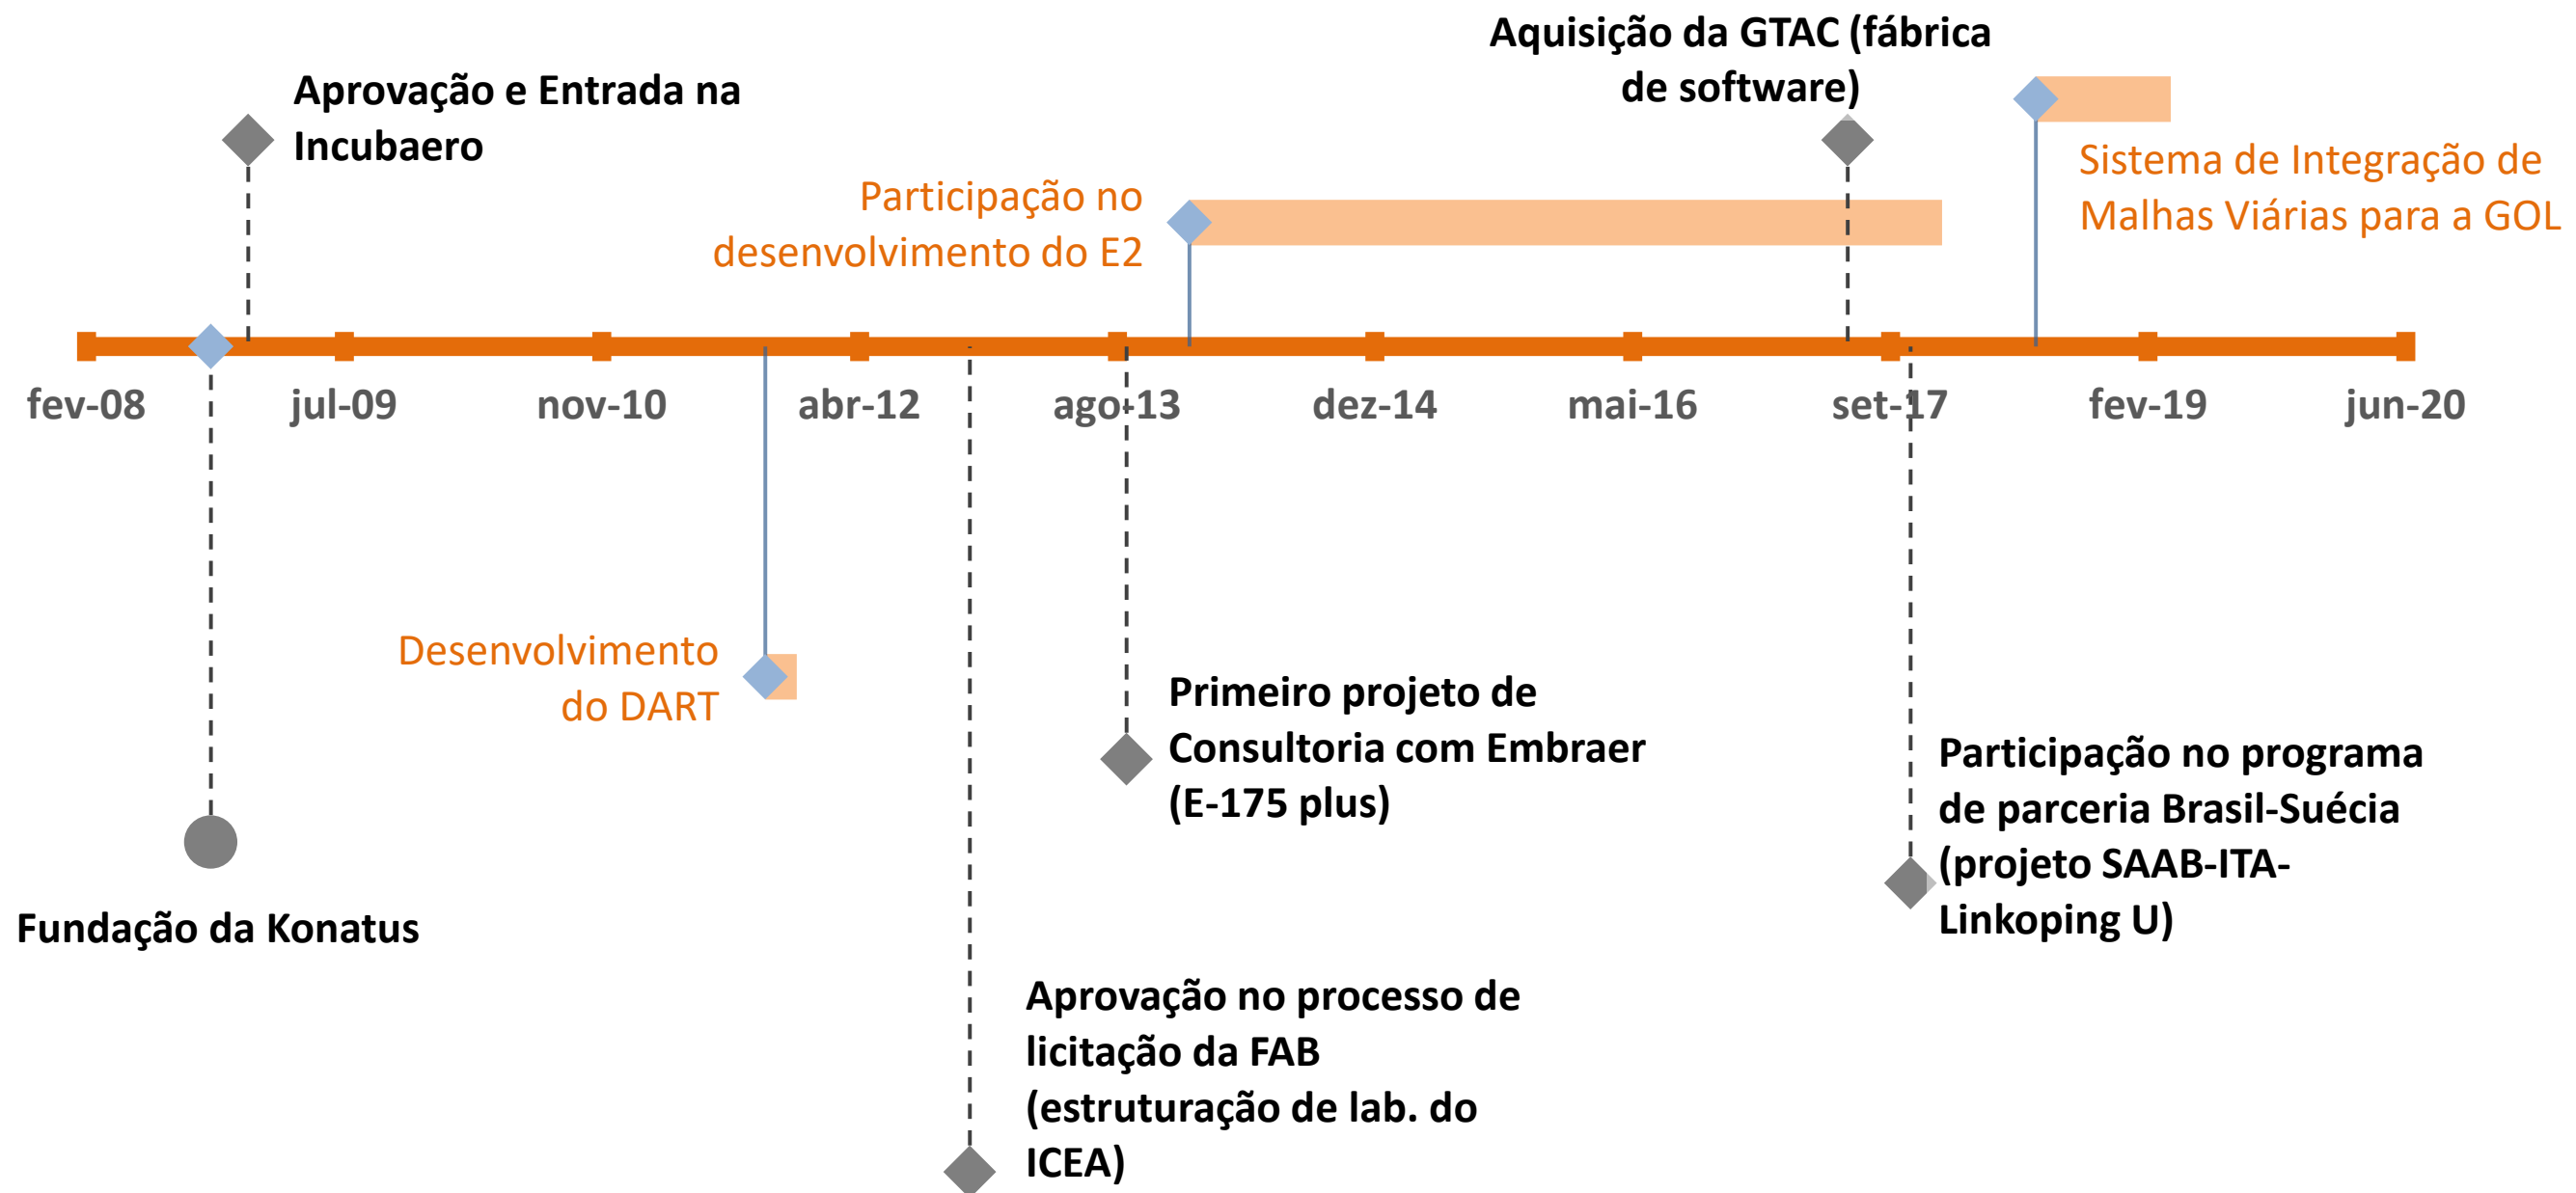 Aquisição da GTAC (fábrica
de software)
Aprovação e Entrada na
Incubaero
Participação no
desenvolvimento do E2
Sistema de Integração de
Malhas Viárias para a GOL
fev-08
jul-09
nov-10
abr-12
ago-13
dez-14
mai-16
set-17
fev-19
jun-20
Desenvolvimento
do DART
Primeiro projeto de
Consultoria com Embraer
(E-175 plus)
Participação no programa
de parceria Brasil-Suécia
(projeto SAAB-ITA-
Linkoping U)
Fundação da Konatus
Aprovação no processo de
licitação da FAB
(estruturação de lab. do
ICEA)